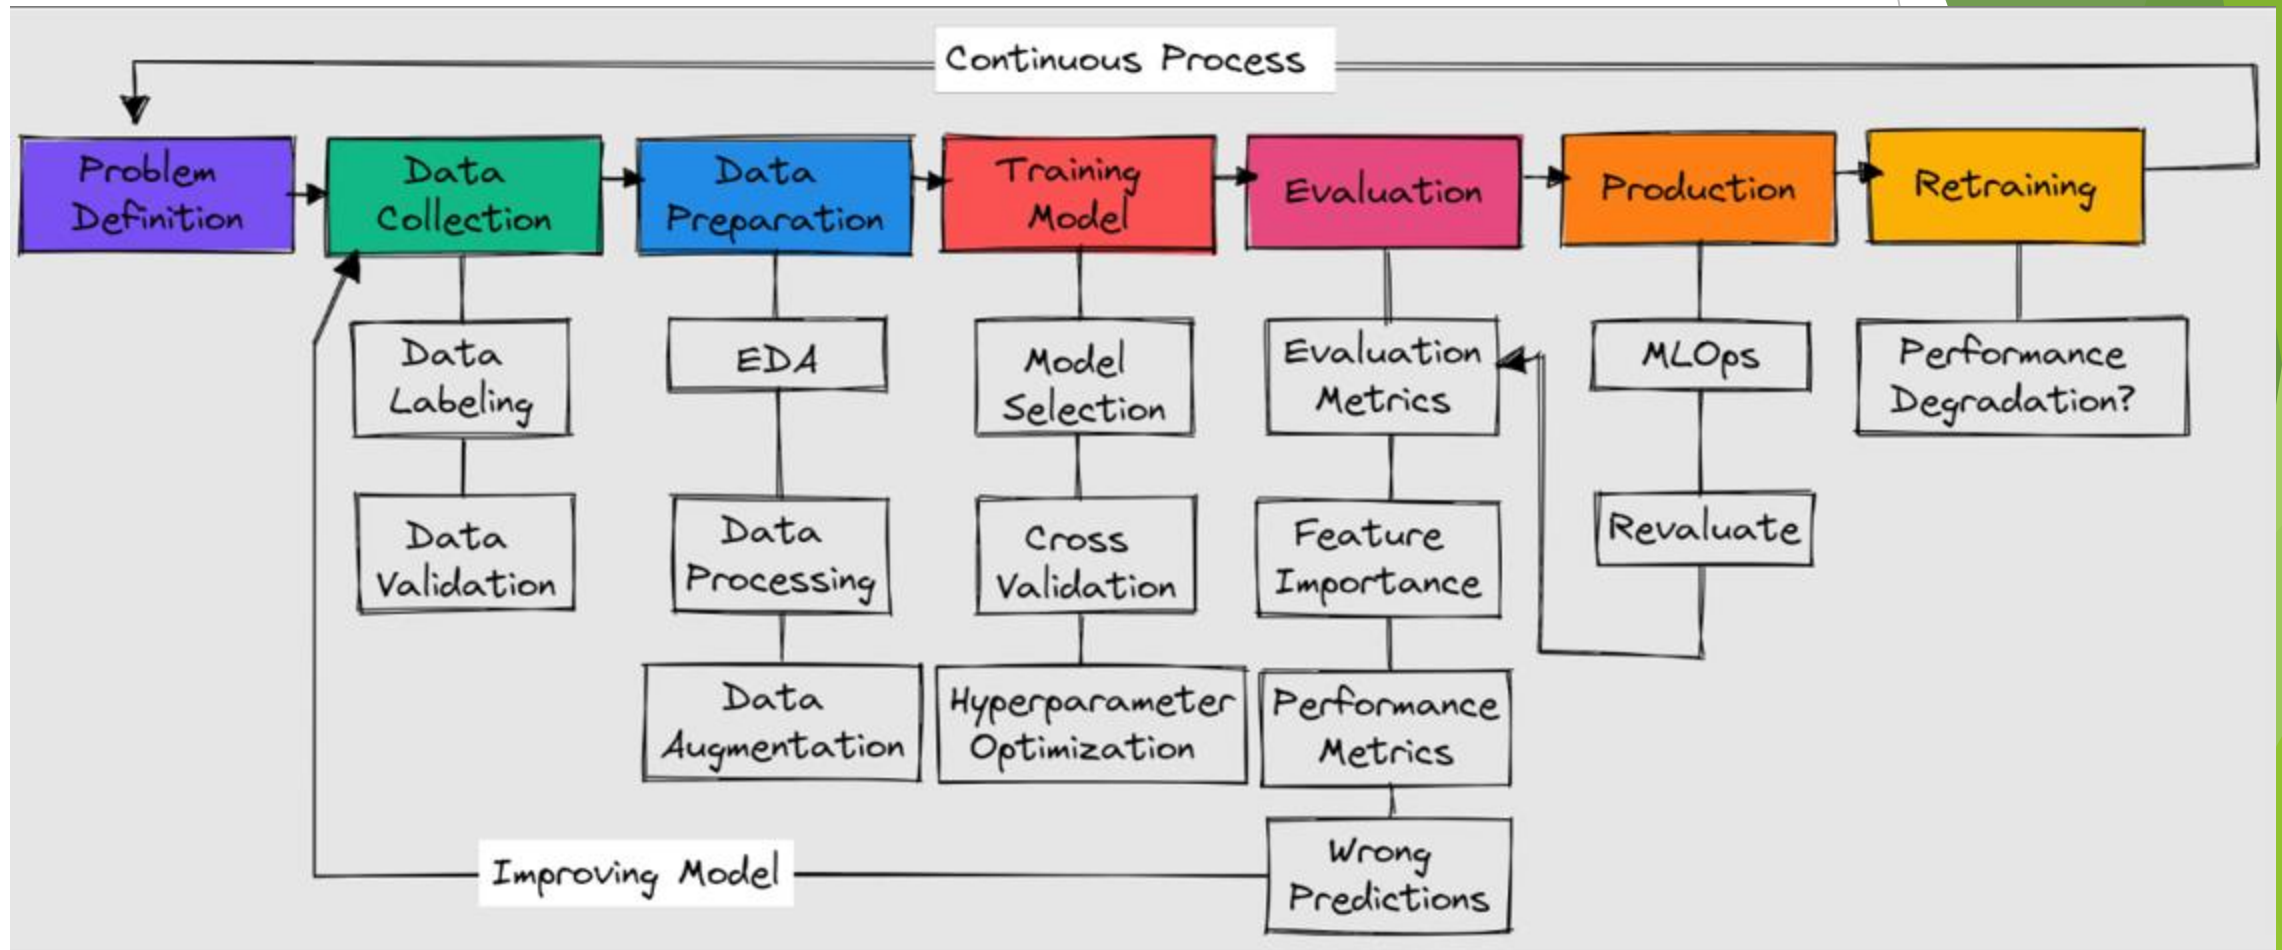 Continuous Process
Problem
Definition
Data
Collection
Data
Preparation
Training
Model
Evaluation
Production
Retraining
Data
Labeling
Data
Validation
EDA
Data
Processing
Data
Augmentation
Model
Selection
Cross
Validation
Hyperparameter
Optimization
Evaluation
Metrics
Feature
Importance
Performance
Metrics
Wrong
Predictions
MLOps
Revaluate
Performance
Degradation?
Improving Model